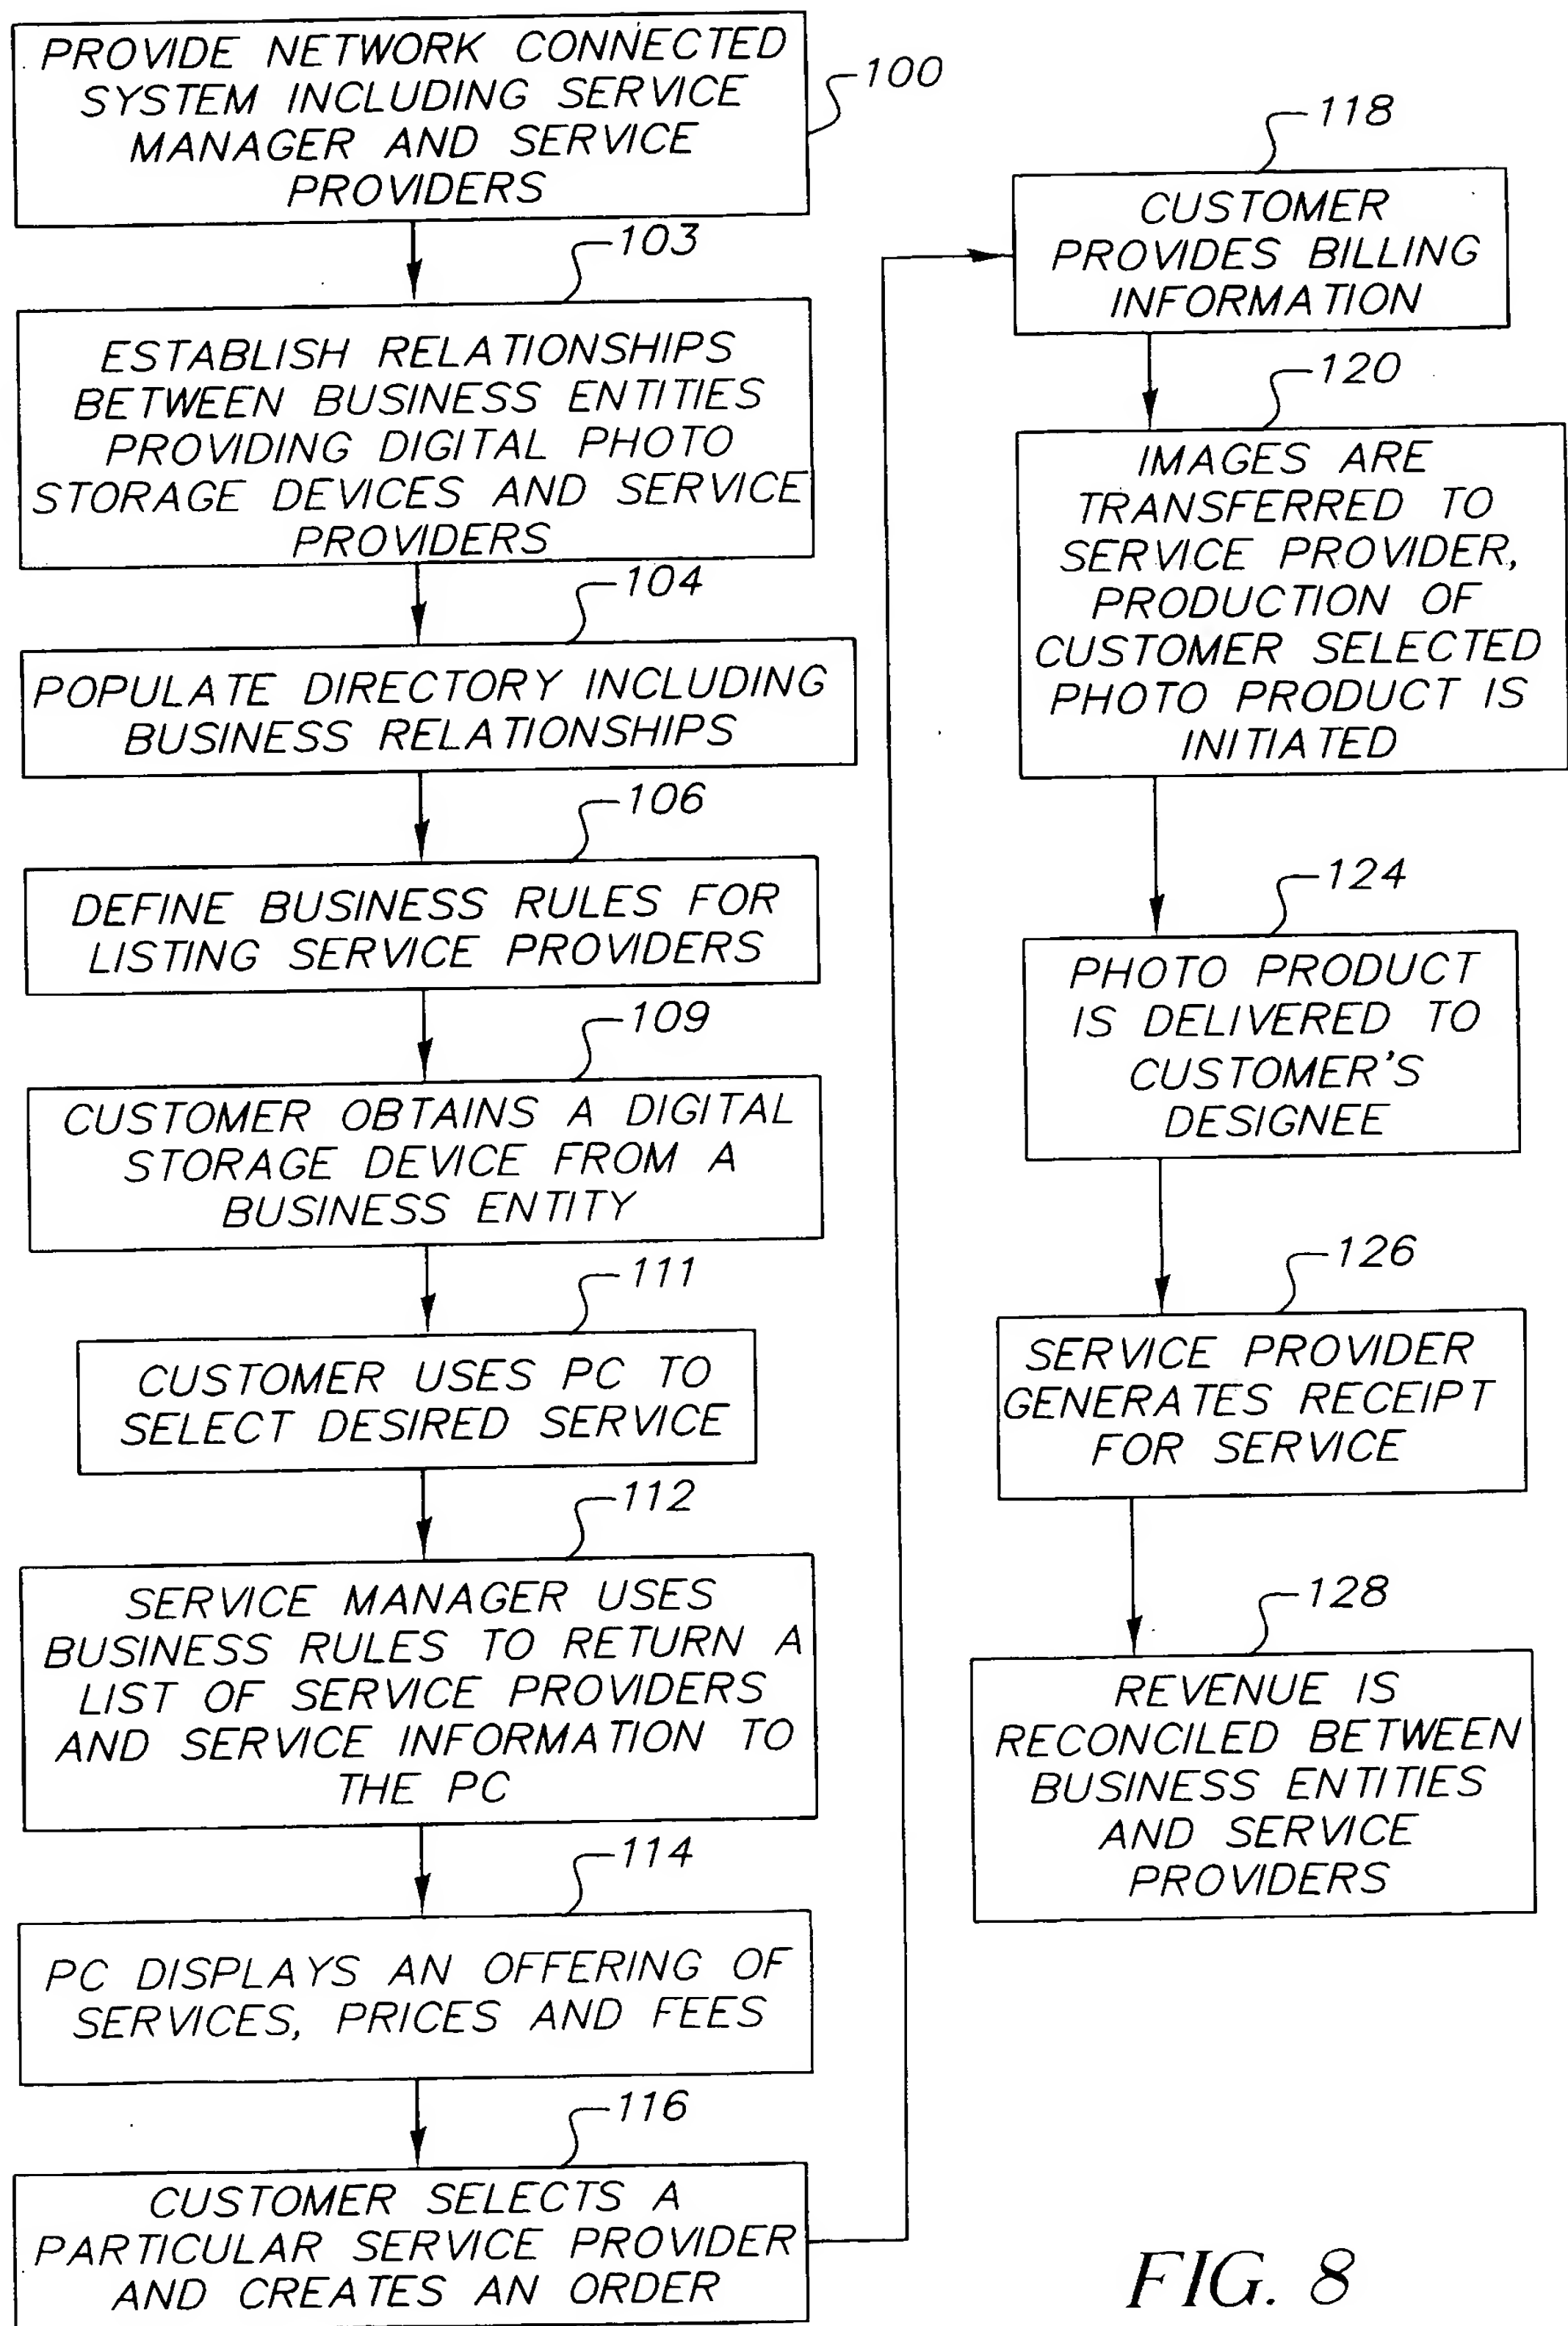 PROVIDE NETWORK CONNECTED
SYSTEM INCLUDING SERVICE
MANAGER AND SERVICE
PROVIDERS
100
103
ESTABLISH RELATIONSHIPS
BETWEEN BUSINESS ENTITIES
PROVIDING DIGITAL PHOTO
STORAGE DEVICES AND SERVICE
PROVIDERS
104
POPULATE DIRECTORY INCLUDING
BUSINESS RELATIONSHIPS
106
DEFINE BUSINESS RULES FOR
LISTING SERVICE PROVIDERS
109
CUSTOMER OBTAINS A DIGITAL
STORAGE DEVICE FROM A
BUSINESS ENTITY
111
CUSTOMER USES PC TO
SELECT DESIRED SERVICE
112
SERVICE MANAGER USES
BUSINESS RULES TO RETURN A
LIST OF SERVICE PROVIDERS
AND SERVICE INFORMATION TO
THE PC
114
PC DISPLAYS AN OFFERING OF
SERVICES, PRICES AND FEES
116
CUSTOMER SELECTS A
PARTICULAR SERVICE PROVIDER
AND CREATES AN ORDER
118
CUSTOMER
PROVIDES BILLING
INFORMATION
120
IMAGES ARE
TRANSFERRED TO
SERVICE PROVIDER,
PRODUCTION OF
CUSTOMER SELECTED
PHOTO PRODUCT IS
INITIATED
124
PHOTO PRODUCT
IS DELIVERED TO
CUSTOMER'S
DESIGNEE
126
SERVICE PROVIDER
GENERATES RECEIPT
FOR SERVICE
128
REVENUE IS
RECONCILED BETWEEN
BUSINESS ENTITIES
AND SERVICE
PROVIDERS
FIG. 8